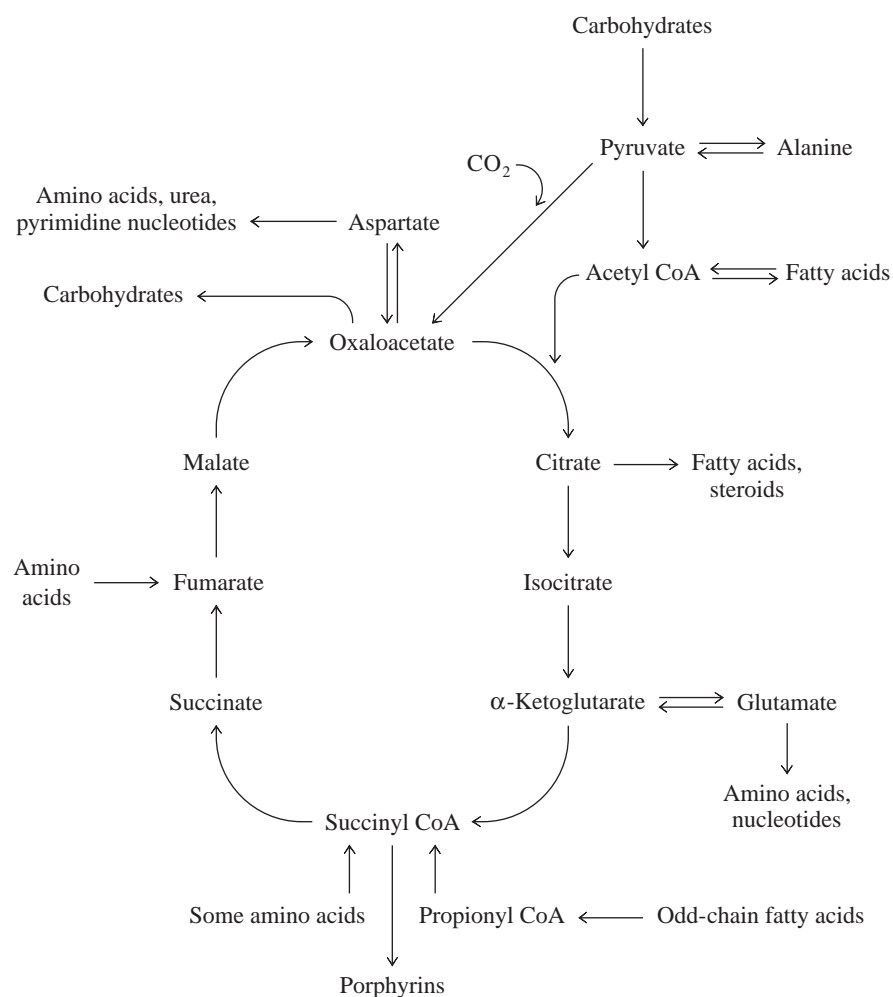 Carbohydrates
Pyruvate
Alanine
CO₂
Amino acids, urea,
pyrimidine nucleotides
Aspartate
Acetyl CoA
Fatty acids
Carbohydrates
Oxaloacetate
Malate
Citrate
Fatty acids,
steroids
Amino
acids
Fumarate
Isocitrate
Succinate
α-Ketoglutarate
Glutamate
Amino acids,
nucleotides
Succinyl CoA
Some amino acids
Propionyl CoA
Odd-chain fatty acids
Porphyrins